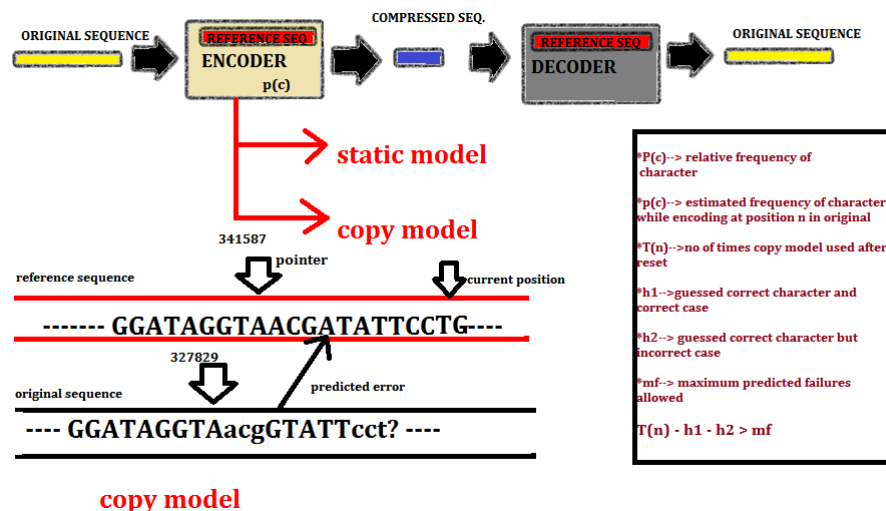 ORIGINAL SEQUENCE
REFERENCE SEQ
ENCODER
p(c)
COMPRESSED SEQ.
REFERENCE SEQ
DECODER
ORIGINAL SEQUENCE
static model
copy model
341587
pointer
reference sequence
current position
------- GGATAGGTAACGATATTCCTG----
327829
predicted error
original sequence
---- GGATAGGTAacgGTATTcct? ----
copy model
*P(c)--> relative frequency of
character
*p(c)--> estimated frequency of character
while encoding at position n in original
*T(n)-->no of times copy model used after
reset
*h1-->guessed correct character and
correct case
*h2--> guessed correct character but
incorrect case
*mf--> maximum predicted failures
allowed
T(n) - h1 - h2 > mf